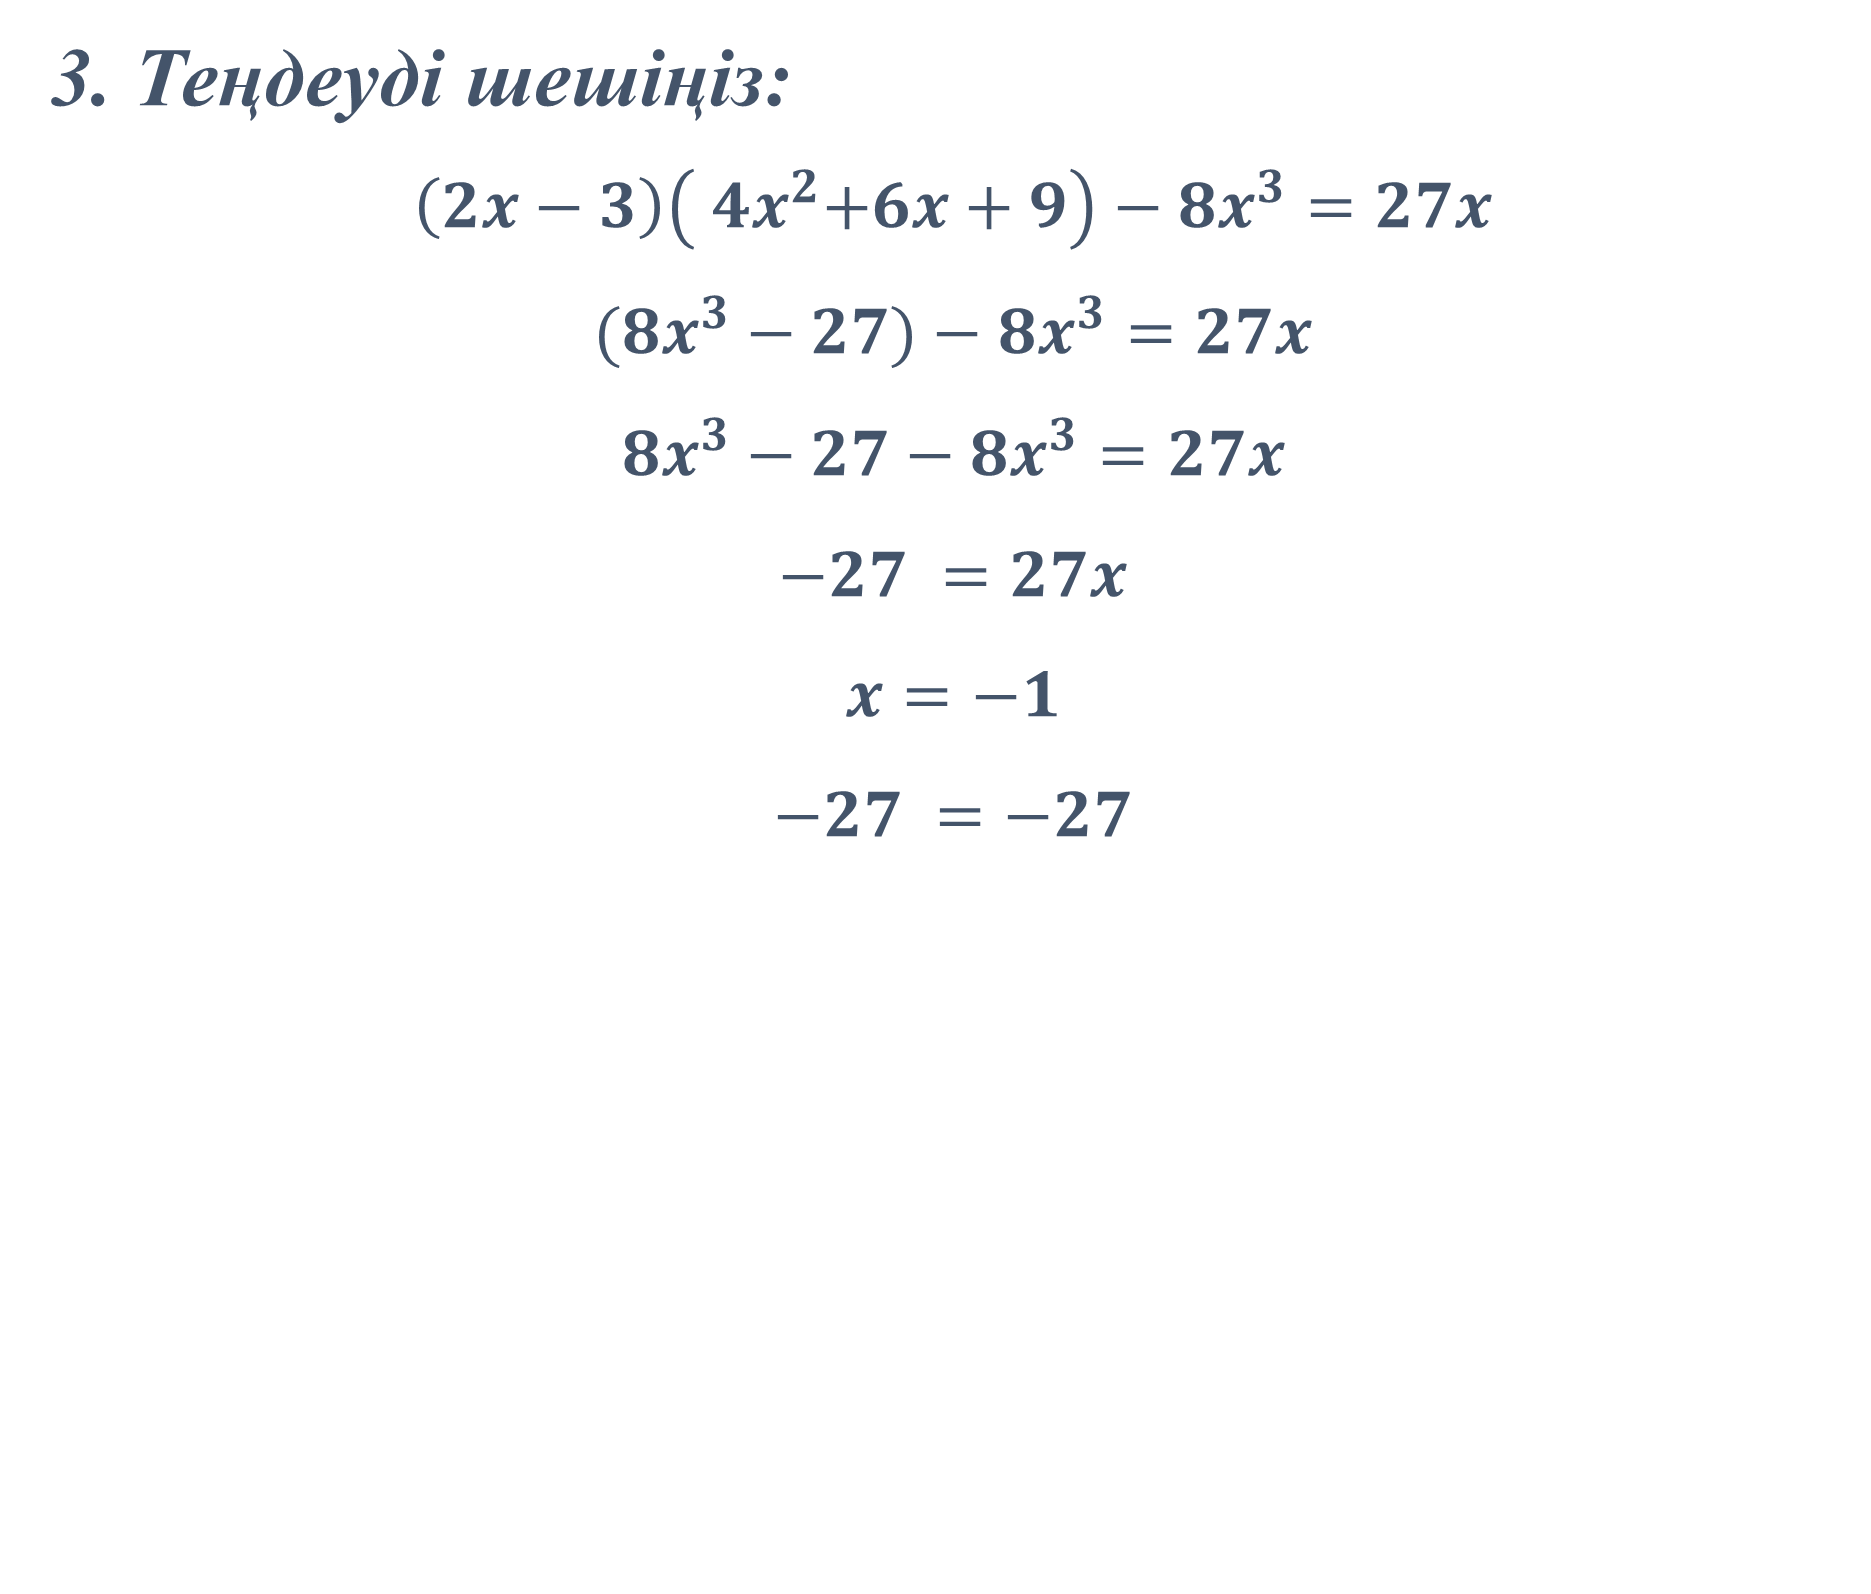 3. Теңдеуді шешіңіз:
(2x − 3)( 4x²+6x + 9) − 8x³ = 27x
(8x³ − 27) − 8x³ = 27x
8x³ − 27 − 8x³ = 27x
−27 = 27x
x = −1
−27 = −27